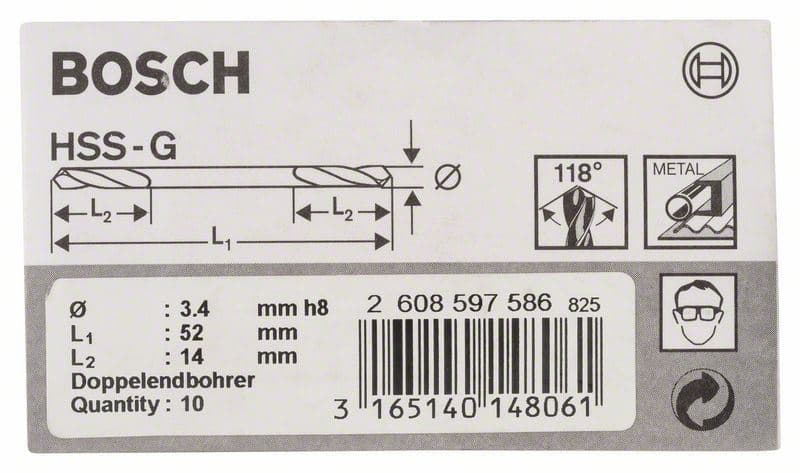 BOSCH
HSS-G
Ø
L₂ L₂
L₁
118°
METAL
Ø : 3.4 mm h8
L₁ : 52 mm
L₂ : 14 mm
Doppelendbohrer
Quantity : 10
2 608 597 586 825
3 165140 148061